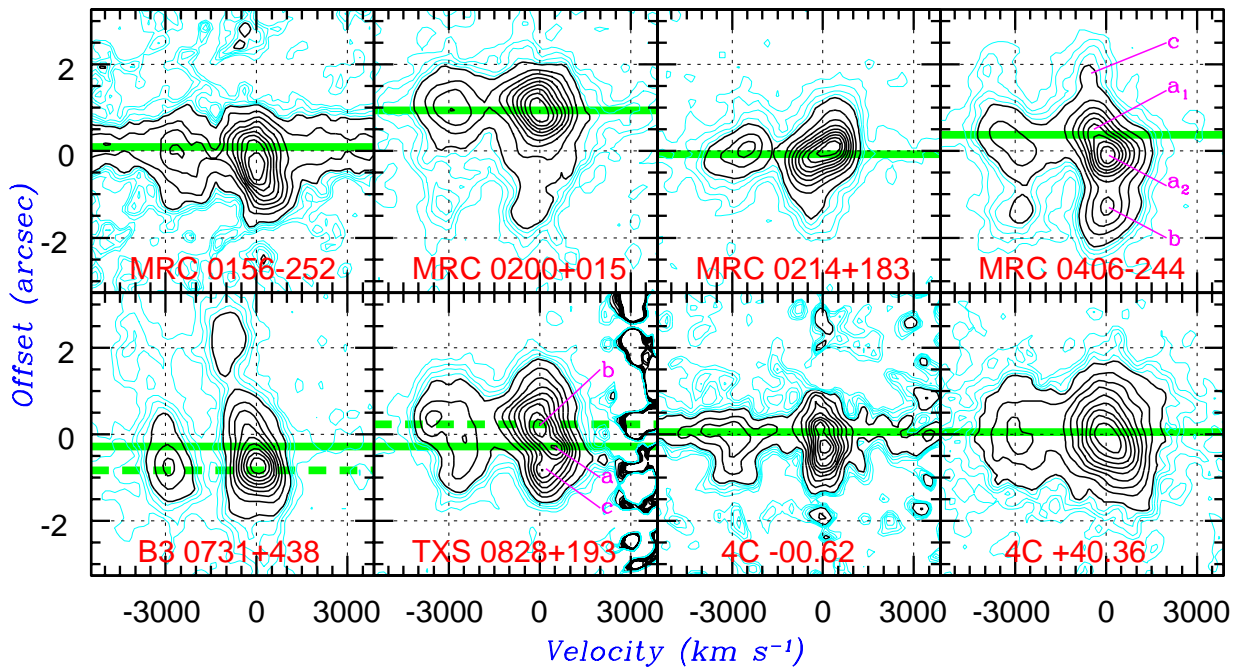 2
0
-2
MRC 0156-252
MRC 0200+015
MRC 0214+183
c
a1
a2
b
MRC 0406-244
Offset (arcsec)
2
0
-2
B3 0731+438
b
a
c
TXS 0828+193
4C -00.62
4C +40.36
-3000 0 3000
-3000 0 3000
-3000 0 3000
-3000 0 3000
Velocity (km s⁻¹)